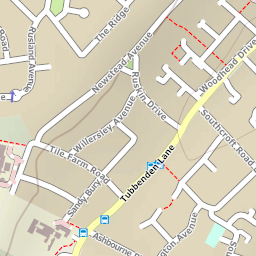 The Ridge
Road
Rusland Avenue
Newstead Avenue
Woodhead Drive
Ruskin Drive
Willersley Avenue
Southcroft Road
Tile Farm Road
Tubbenden Lane
Sandy Bury
Ashbourne